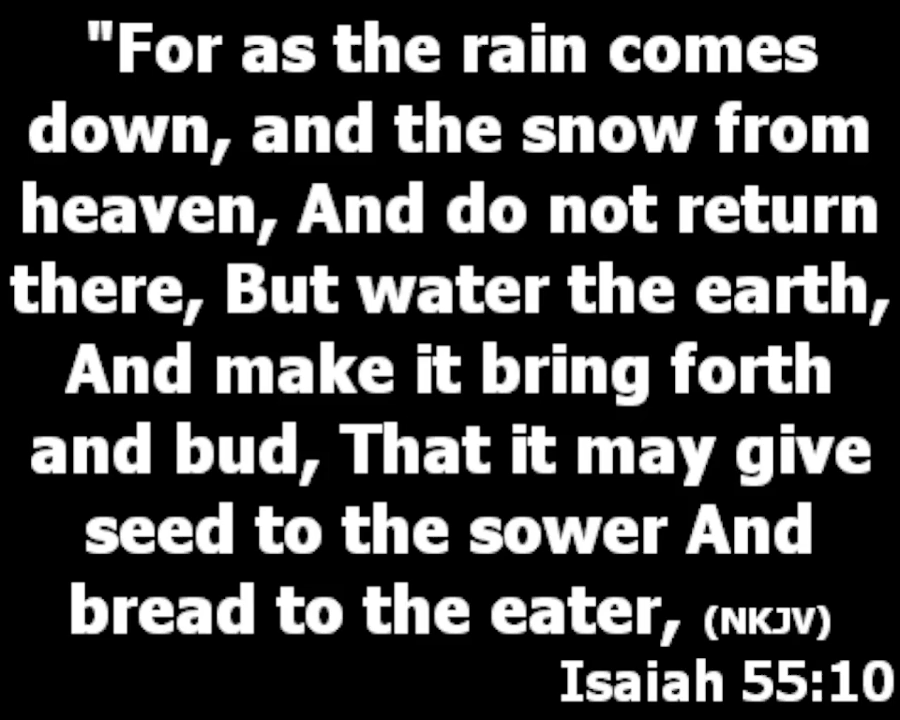 "For as the rain comes
down, and the snow from
heaven, And do not return
there, But water the earth,
And make it bring forth
and bud, That it may give
seed to the sower And
bread to the eater, (NKJV)
Isaiah 55:10